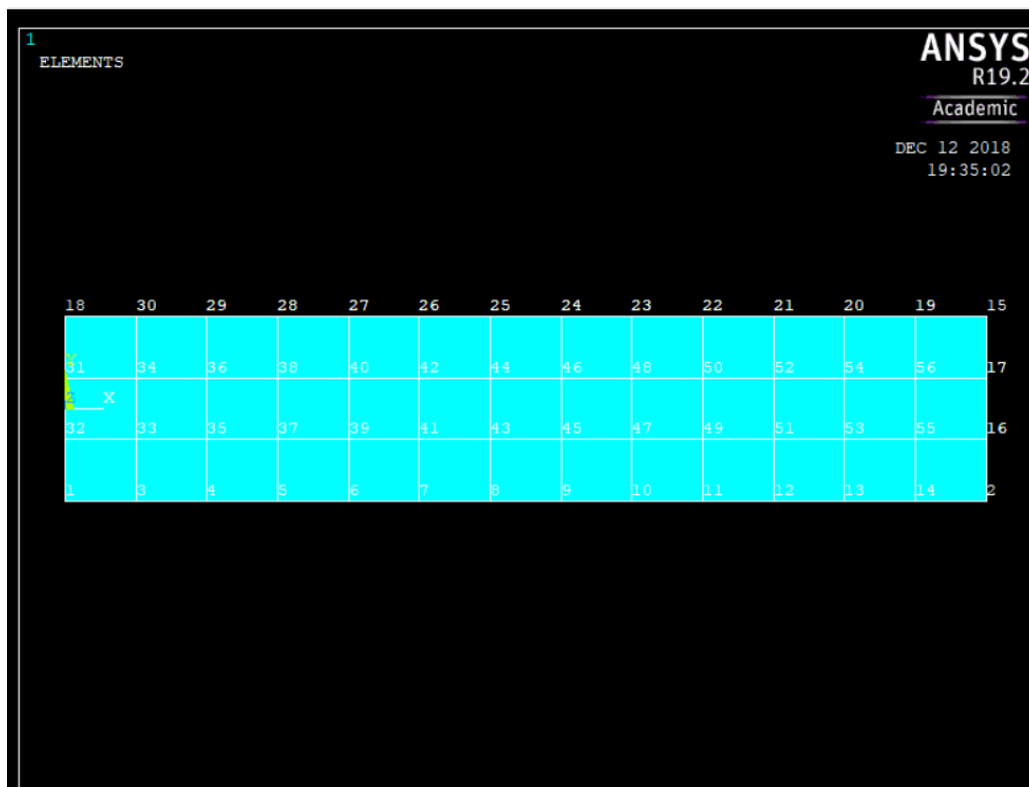 1
ELEMENTS
ANSYS
R19.2
Academic
DEC 12 2018
19:35:02
18 30 29 28 27 26 25 24 23 22 21 20 19 15
Y
31 34 36 38 40 42 44 46 48 50 52 54 56 17
Z X
32 33 35 37 39 41 43 45 47 49 51 53 55 16
1 3 4 5 6 7 8 9 10 11 12 13 14 2